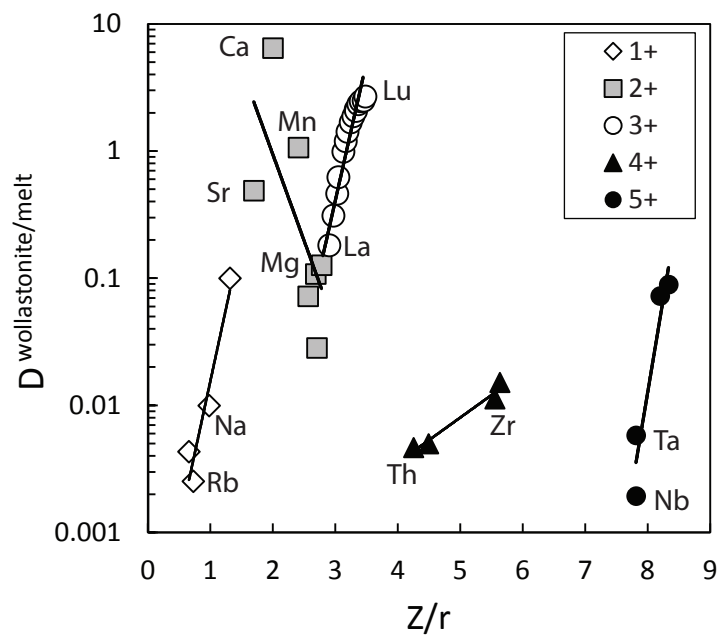 10
1
0.1
0.01
0.001
D wollastonite/melt
Ca
Mn
Sr
Mg
Lu
La
Na
Rb
Th
Zr
Ta
Nb
1+
2+
3+
4+
5+
0 1 2 3 4 5 6 7 8 9
Z/r